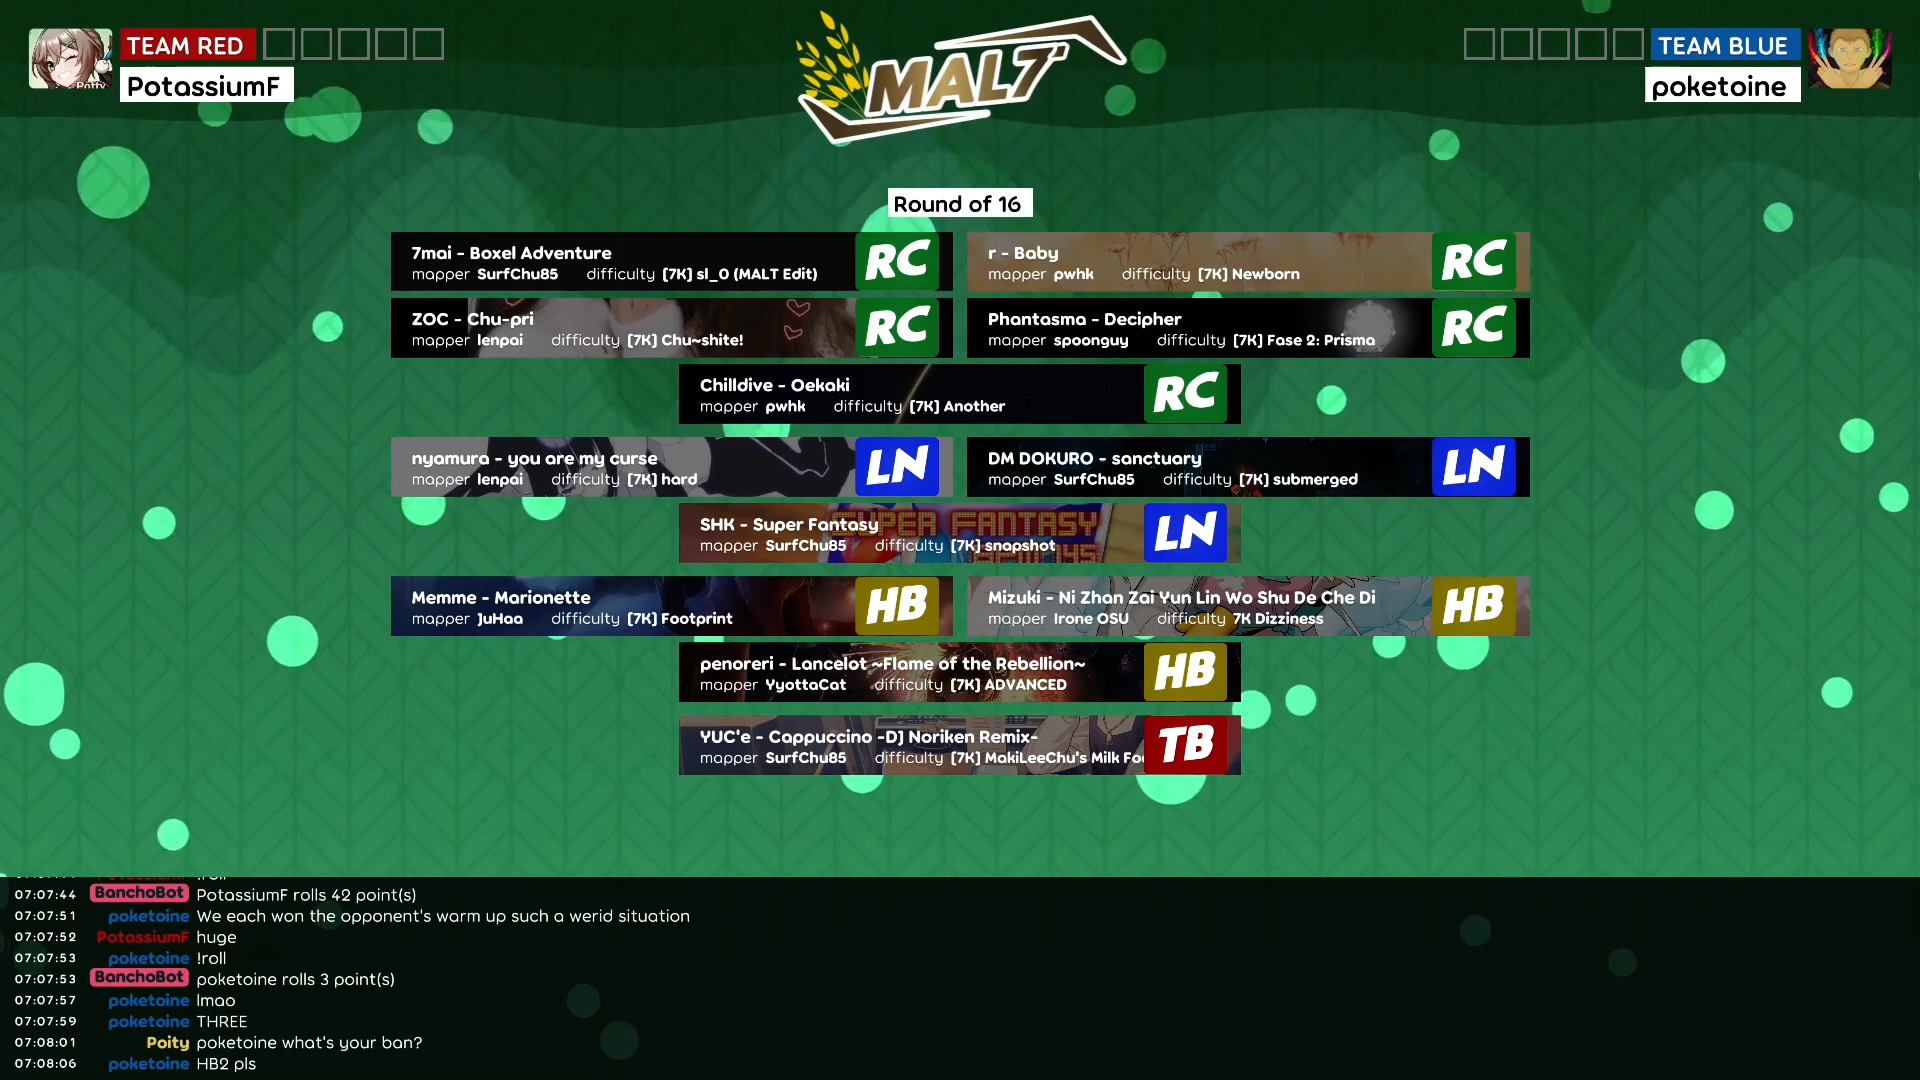 TEAM RED
PotassiumF
MALT
TEAM BLUE
poketoine
Potty
Round of 16
7mai - Boxel Adventure
mapper SurfChu85 difficulty [7K] sl_0 (MALT Edit)
RC
r - Baby
mapper pwhk difficulty [7K] Newborn
RC
ZOC - Chu-pri
mapper lenpai difficulty [7K] Chu~shite!
RC
Phantasma - Decipher
mapper spoonguy difficulty [7K] Fase 2: Prisma
RC
Chilldive - Oekaki
mapper pwhk difficulty [7K] Another
RC
nyamura - you are my curse
mapper lenpai difficulty [7K] hard
LN
DM DOKURO - sanctuary
mapper SurfChu85 difficulty [7K] submerged
LN
SHK - Super Fantasy
mapper SurfChu85 difficulty [7K] snapshot
SUPER FANTASY
LN
Memme - Marionette
mapper JuHaa difficulty [7K] Footprint
HB
Mizuki - Ni Zhan Zai Yun Lin Wo Shu De Che Di
mapper Irone OSU difficulty 7K Dizziness
HB
penoreri - Lancelot ~Flame of the Rebellion~
mapper YyottaCat difficulty [7K] ADVANCED
HB
YUC'e - Cappuccino -DJ Noriken Remix-
mapper SurfChu85 difficulty [7K] MakiLeeChu's Milk Foa
TB
07:07:44 BanchoBot PotassiumF rolls 42 point(s)
07:07:51 poketoine We each won the opponent's warm up such a werid situation
07:07:52 PotassiumF huge
07:07:53 poketoine !roll
07:07:53 BanchoBot poketoine rolls 3 point(s)
07:07:57 poketoine lmao
07:07:59 poketoine THREE
07:08:01 Poity poketoine what's your ban?
07:08:06 poketoine HB2 pls